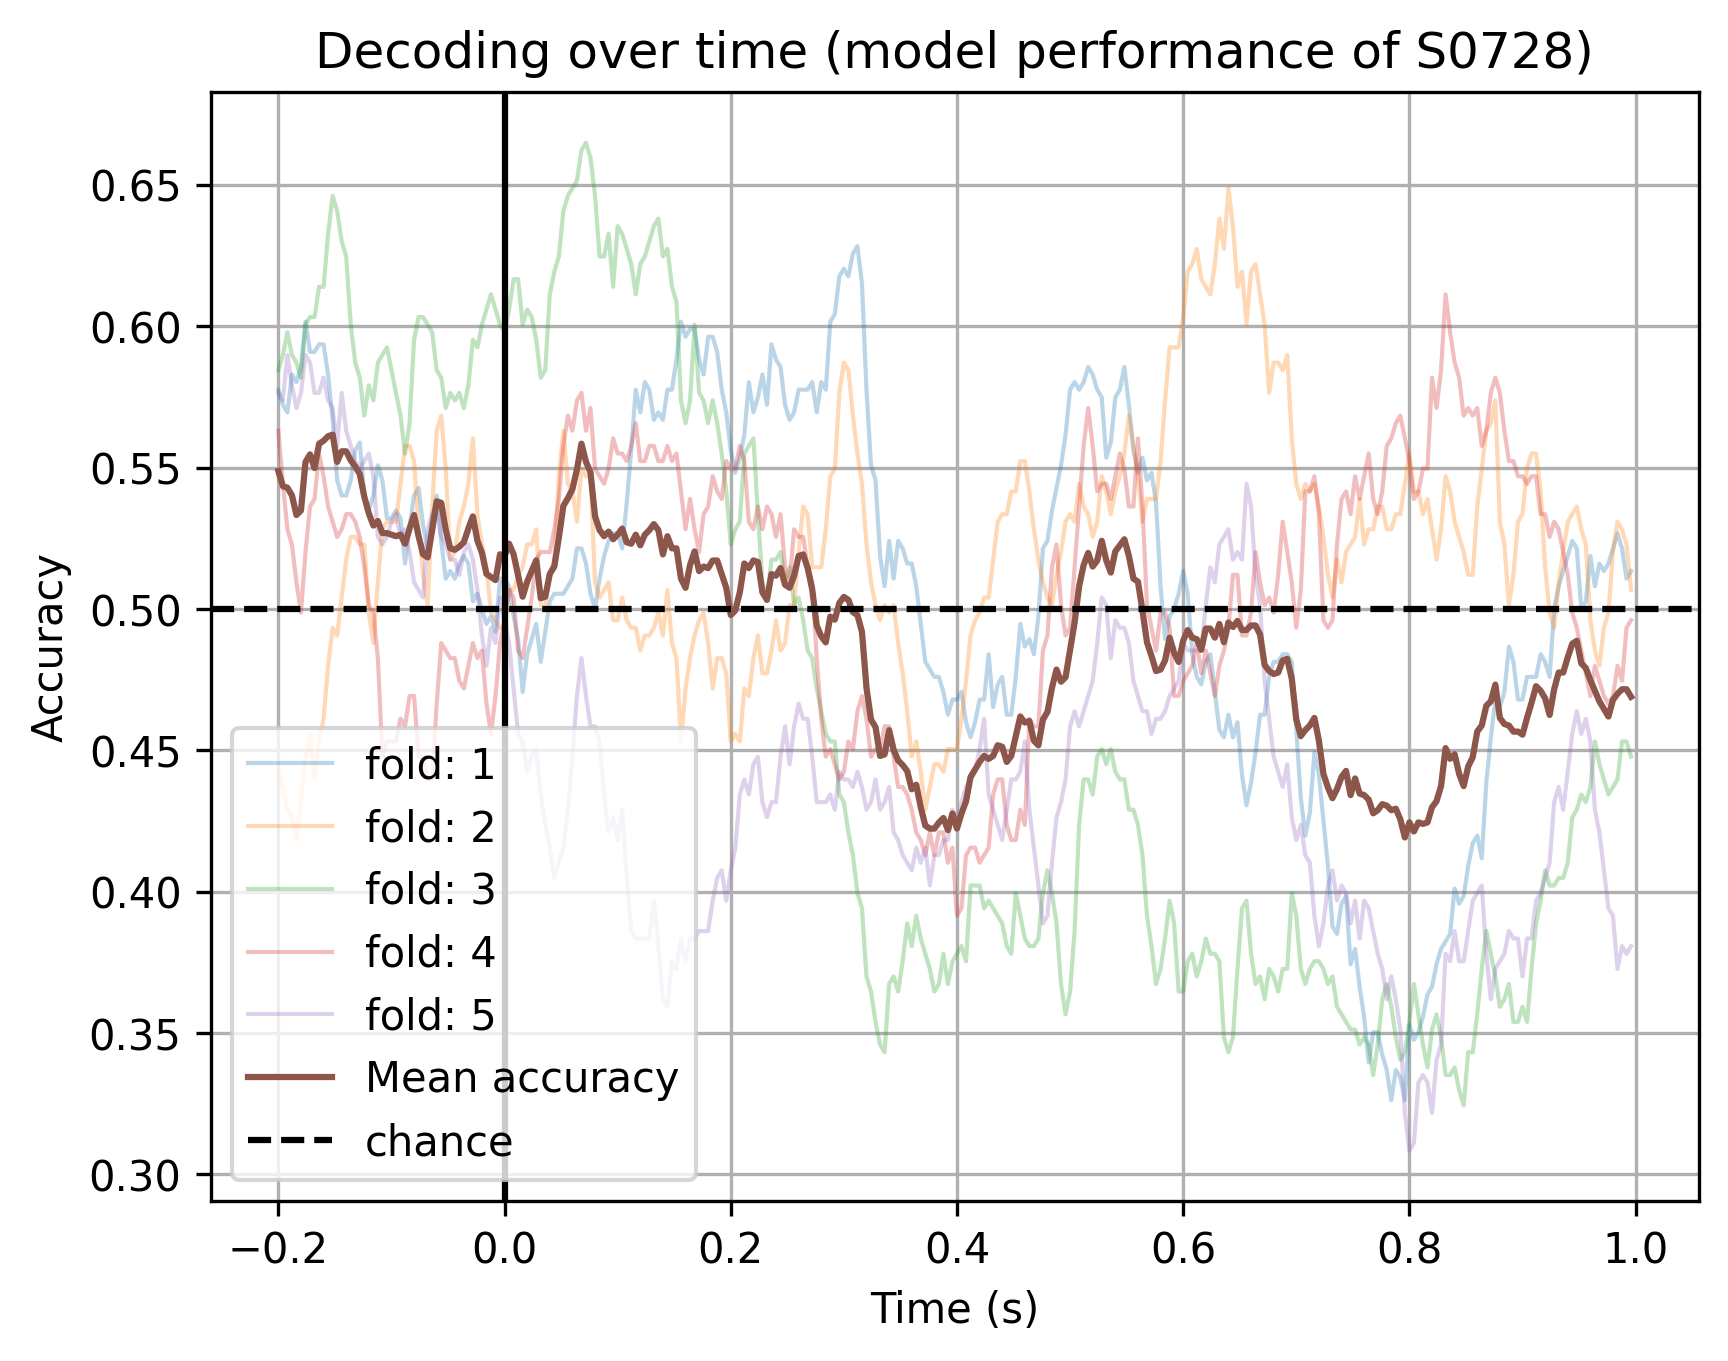 Decoding over time (model performance of S0728)
Accuracy
0.65
0.60
0.55
0.50
0.45
0.40
0.35
0.30
fold: 1
fold: 2
fold: 3
fold: 4
fold: 5
Mean accuracy
chance
−0.2
0.0
0.2
0.4
0.6
0.8
1.0
Time (s)